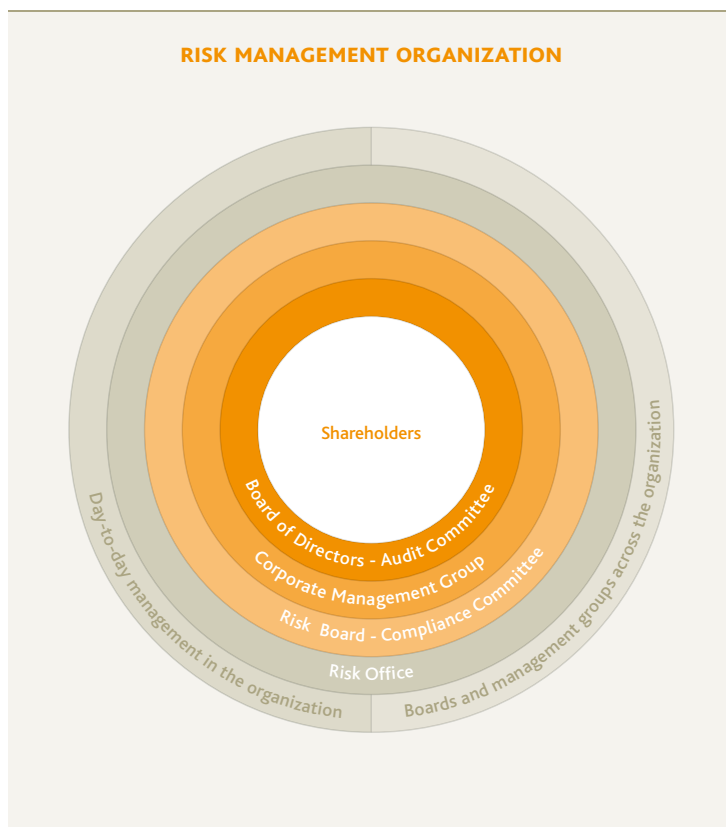 RISK MANAGEMENT ORGANIZATION
Shareholders
Board of Directors - Audit Committee
Corporate Management Group
Risk Board - Compliance Committee
Risk Office
Day-to-day management in the organization
Boards and management groups across the organization